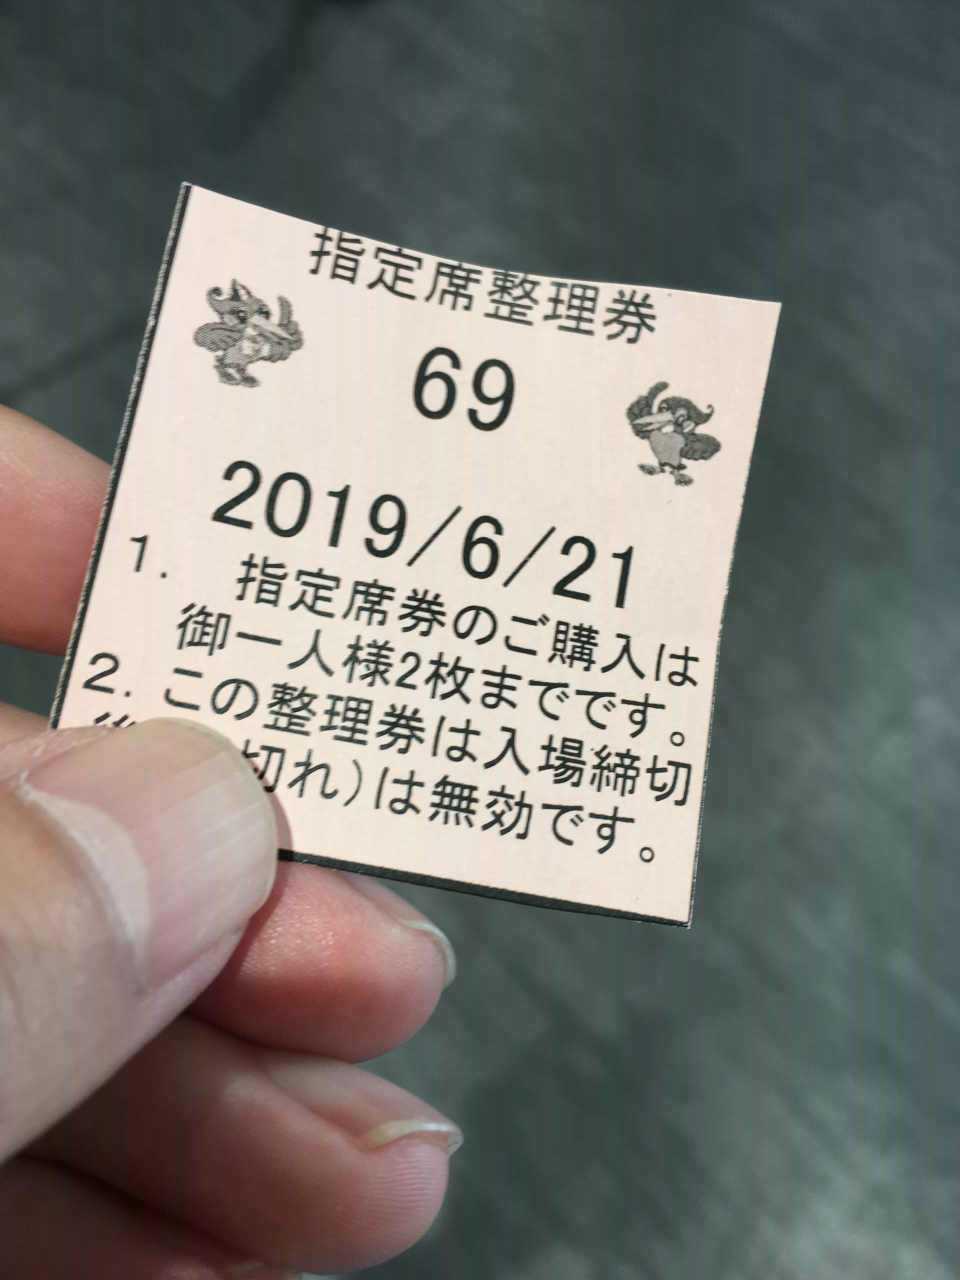 指定席整理券
69
2019/6/21
1. 指定席券のご購入は
御一人様2枚までです。
2. この整理券は入場締切
後 切れ)は無効です。